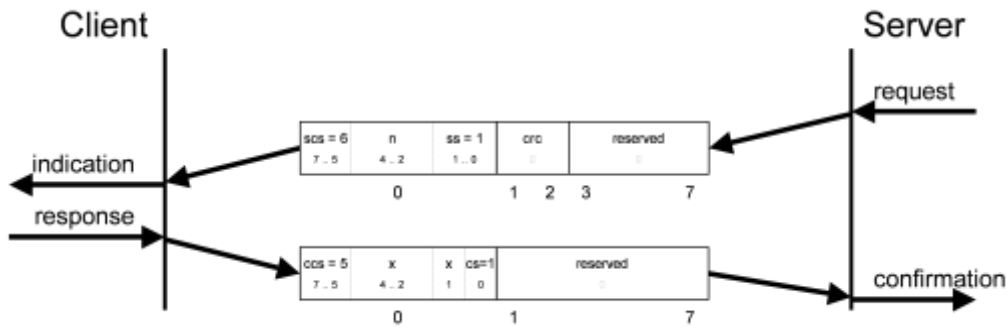 Client Server
request
scs = 6 n ss = 1 crc reserved
7 .. 5 4 .. 2 1 .. 0
indication
0 1 2 3 7
response
ccs = 5 x x cs=1 reserved
7 .. 5 4 .. 2 1 0
confirmation
0 1 7